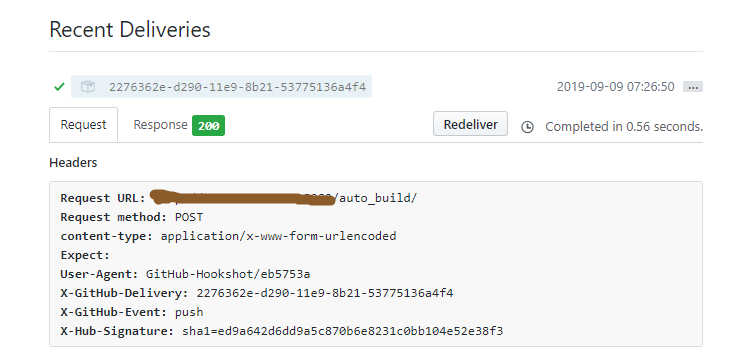 Recent Deliveries
2276362e-d290-11e9-8b21-53775136a4f4 2019-09-09 07:26:50 ...
Request Response 200 Redeliver Completed in 0.56 seconds.
Headers
Request URL: /auto_build/
Request method: POST
content-type: application/x-www-form-urlencoded
Expect:
User-Agent: GitHub-Hookshot/eb5753a
X-GitHub-Delivery: 2276362e-d290-11e9-8b21-53775136a4f4
X-GitHub-Event: push
X-Hub-Signature: sha1=ed9a642d6dd9a5c870b6e8231c0bb104e52e38f3